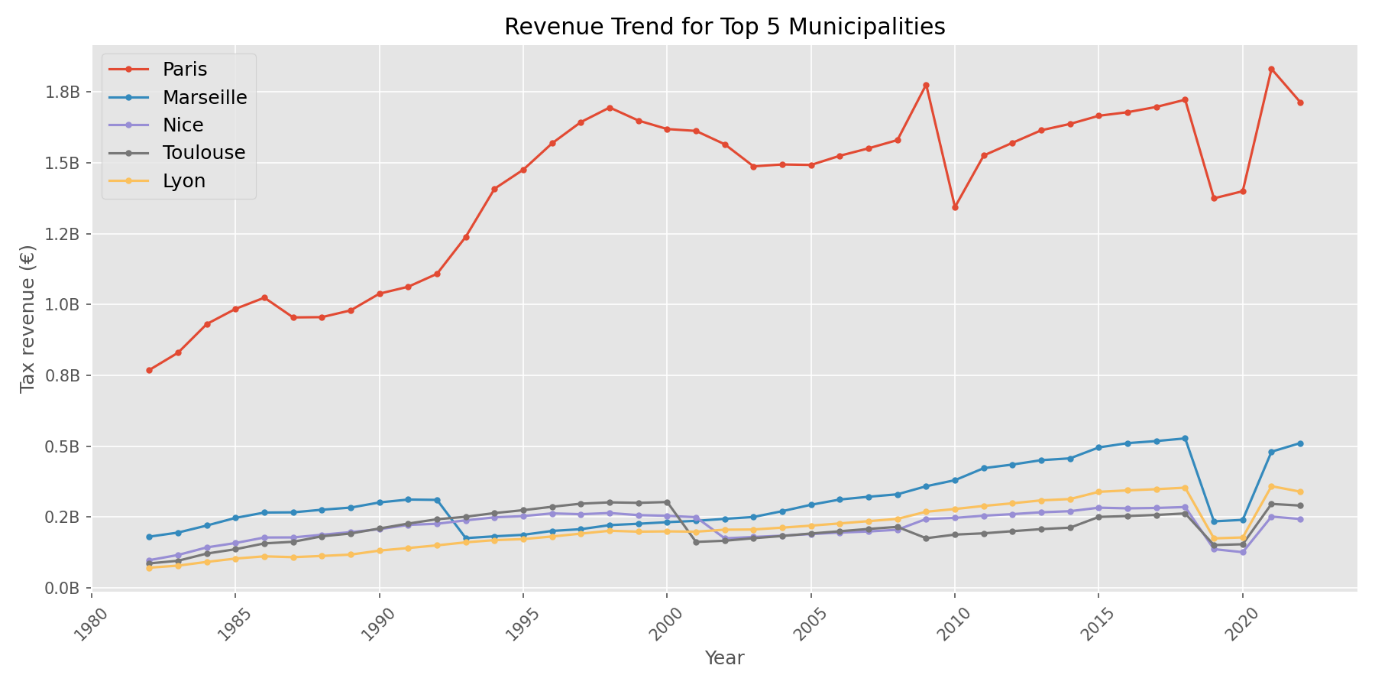 Revenue Trend for Top 5 Municipalities
Paris
Marseille
Nice
Toulouse
Lyon
Tax revenue (€)
1.8B
1.5B
1.2B
1.0B
0.8B
0.5B
0.2B
0.0B
1980
1985
1990
1995
2000
2005
2010
2015
2020
Year